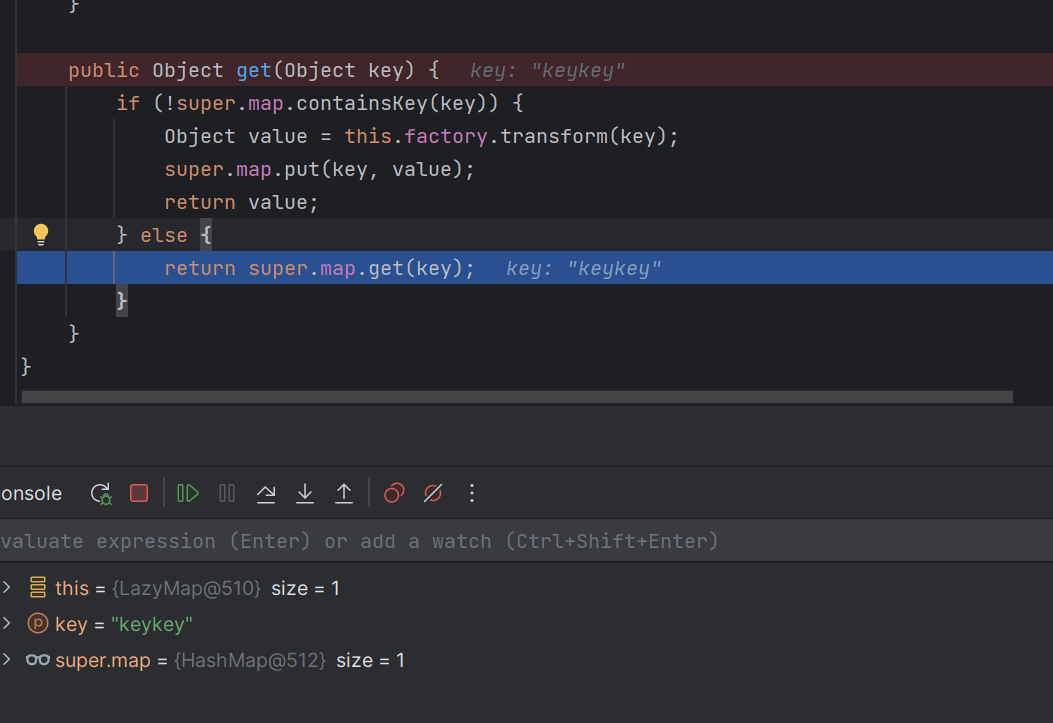 }
public Object get(Object key) {   key: "keykey"
if (!super.map.containsKey(key)) {
Object value = this.factory.transform(key);
super.map.put(key, value);
return value;
} else {
return super.map.get(key);   key: "keykey"
}
}
}
onsole
valuate expression (Enter) or add a watch (Ctrl+Shift+Enter)
this = {LazyMap@510} size = 1
p key = "keykey"
super.map = {HashMap@512} size = 1